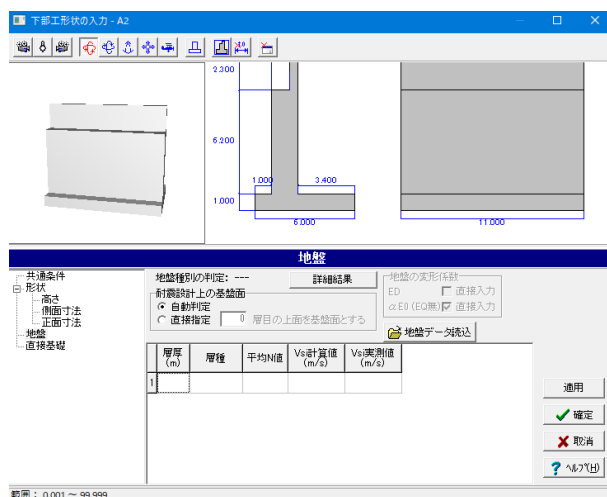 下部工形状の入力 - A2
2.300
6.200
1.000
3.400
1.000
6.000
11.000
地盤
共通条件
形状
高さ
側面寸法
正面寸法
地盤
直接基礎
地盤種別の判定: ---
詳細結果
耐震設計上の基盤面
自動判定
直接指定 0 層目の上面を基盤面とする
地盤の変形係数
ED 直接入力
αE0 (EQ無) 直接入力
地盤データ読込
層厚 (m) 層種 平均N値 Vsi計算値 (m/s) Vsi実測値 (m/s)
1
適用
確定
取消
ヘルプ(H)
範囲: 0.001 ~ 99.999